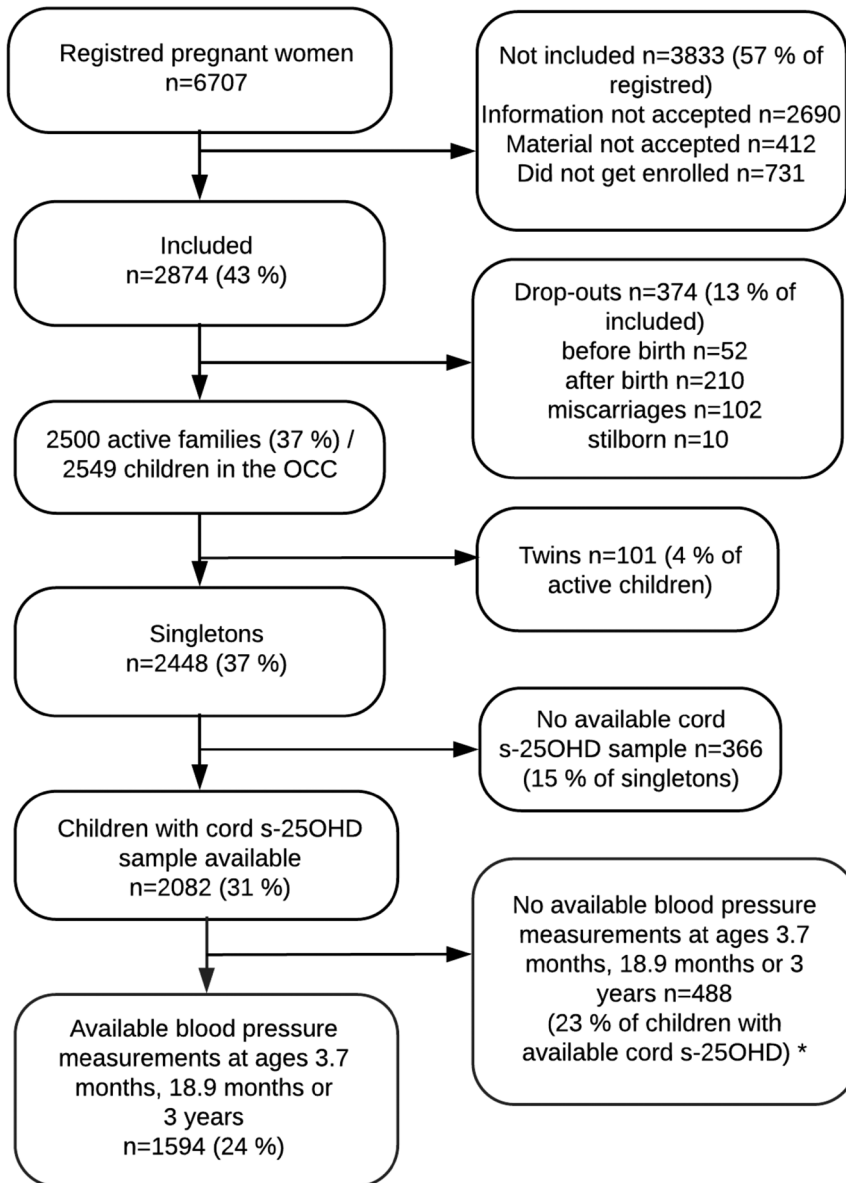 Registred pregnant women
n=6707
Not included n=3833 (57 % of
registred)
Information not accepted n=2690
Material not accepted n=412
Did not get enrolled n=731
Included
n=2874 (43 %)
Drop-outs n=374 (13 % of
included)
before birth n=52
after birth n=210
miscarriages n=102
stilborn n=10
2500 active families (37 %) /
2549 children in the OCC
Twins n=101 (4 % of
active children)
Singletons
n=2448 (37 %)
No available cord
s-25OHD sample n=366
(15 % of singletons)
Children with cord s-25OHD
sample available
n=2082 (31 %)
No available blood pressure
measurements at ages 3.7
months, 18.9 months or 3
years n=488
(23 % of children with
available cord s-25OHD) *
Available blood pressure
measurements at ages 3.7
months, 18.9 months or
3 years
n=1594 (24 %)